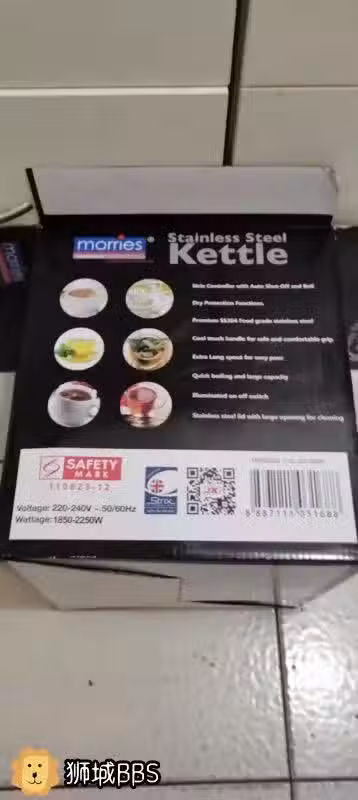 morries
Stainless Steel
Kettle
Strix Controller with Auto Shut-Off and Boil
Dry Protection Functions.
Premium SS304 Food grade stainless steel
Cool touch handle for safe and comfortable grip
Extra Long spout for easy pour
Quick boiling and large capacity
Illuminated on off switch
Stainless steel lid with large opening for cleaning
SAFETY
MARK
110823-12
Strix
Voltage: 220-240V ~ 50/60Hz
Wattage: 1850-2250W
狮城BBS